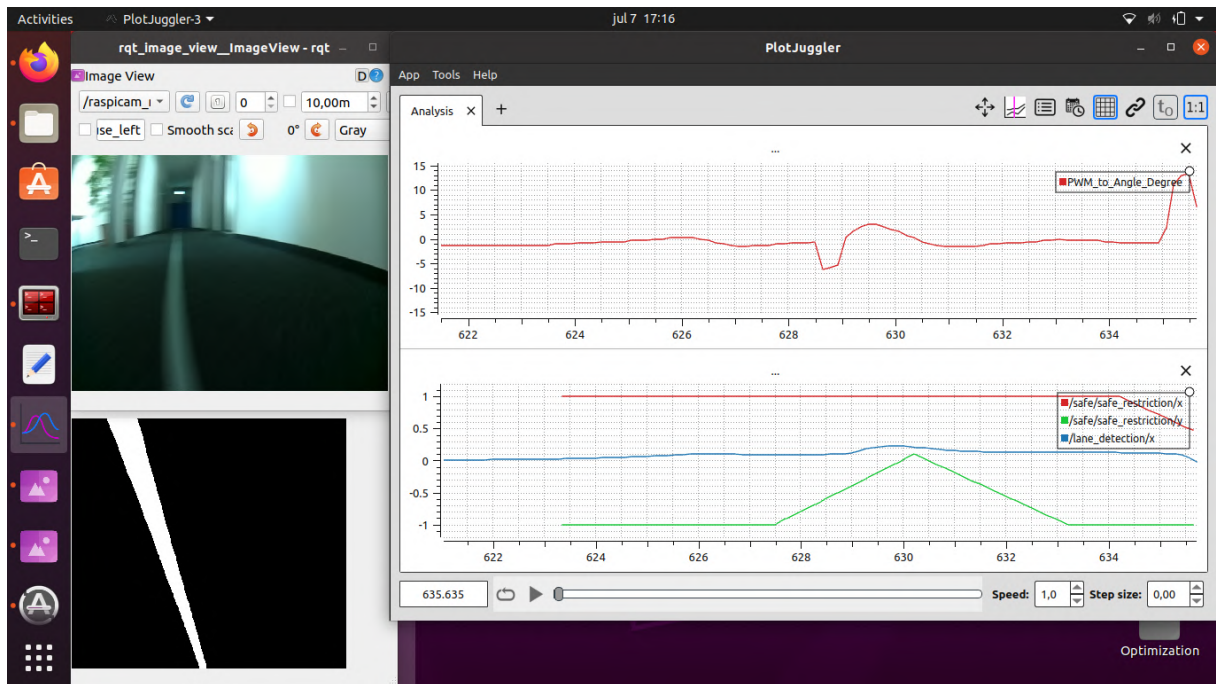 Activities
PlotJuggler-3
jul 7 17:16
rqt_image_view__ImageView - rqt
Image View
D
/raspicam_
0
10,00m
use_left
Smooth sca
0°
Gray
PlotJuggler
App Tools Help
Analysis
1:1
...
15
10
5
0
-5
-10
-15
PWM_to_Angle_Degree
622 624 626 628 630 632 634
...
1
0.5
0
-0.5
-1
/safe/safe_restriction/x
/safe/safe_restriction/y
/lane_detection/x
622 624 626 628 630 632 634
635.635
Speed: 1,0
Step size: 0,00
Optimization